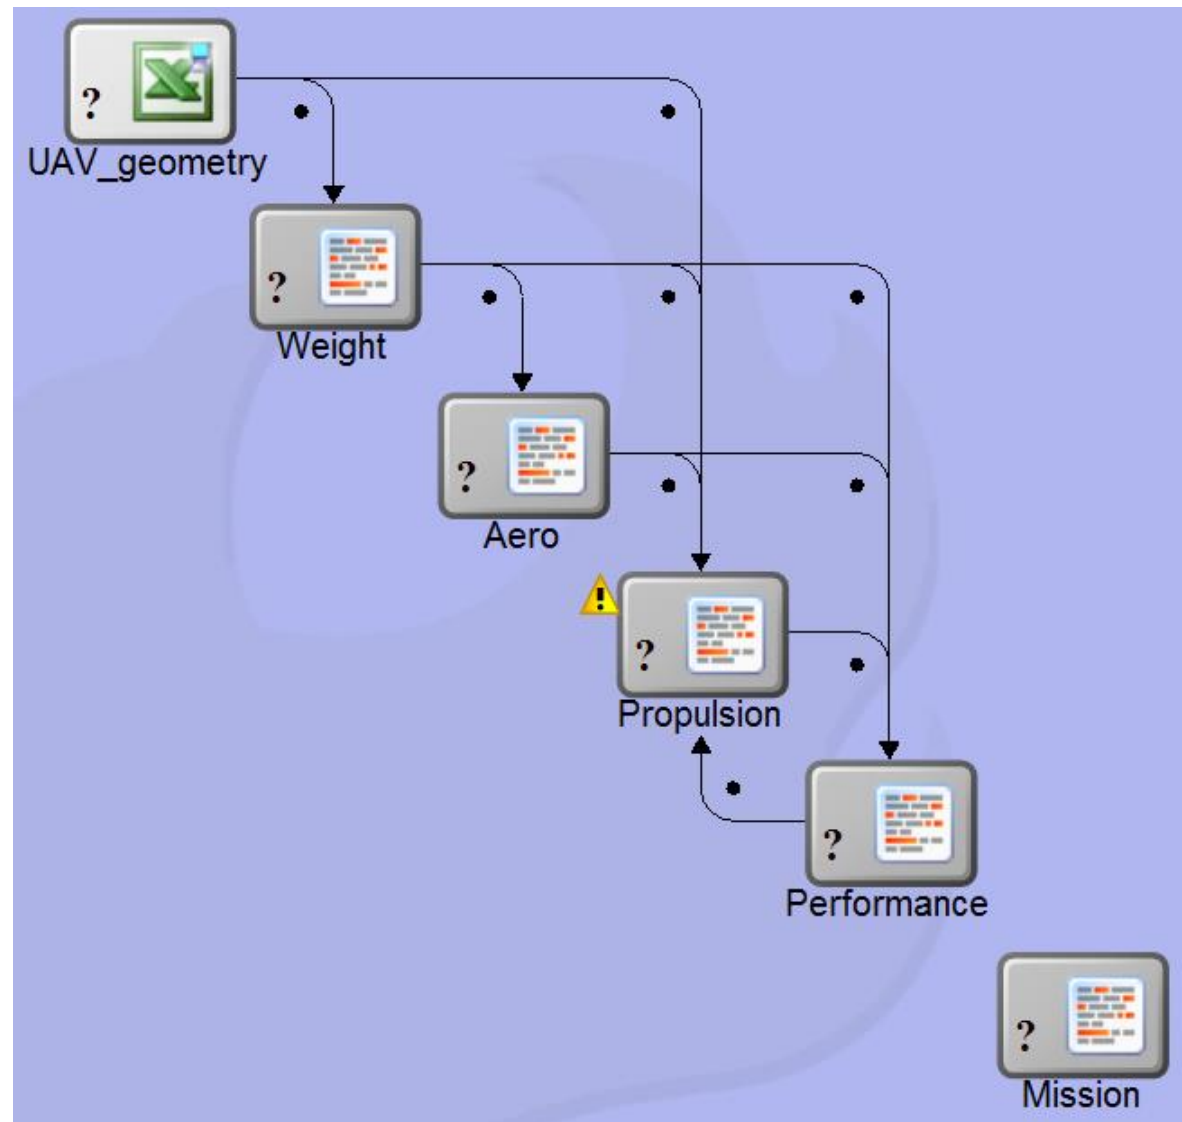 ?
UAV_geometry
?
Weight
?
Aero
!
?
Propulsion
?
Performance
?
Mission